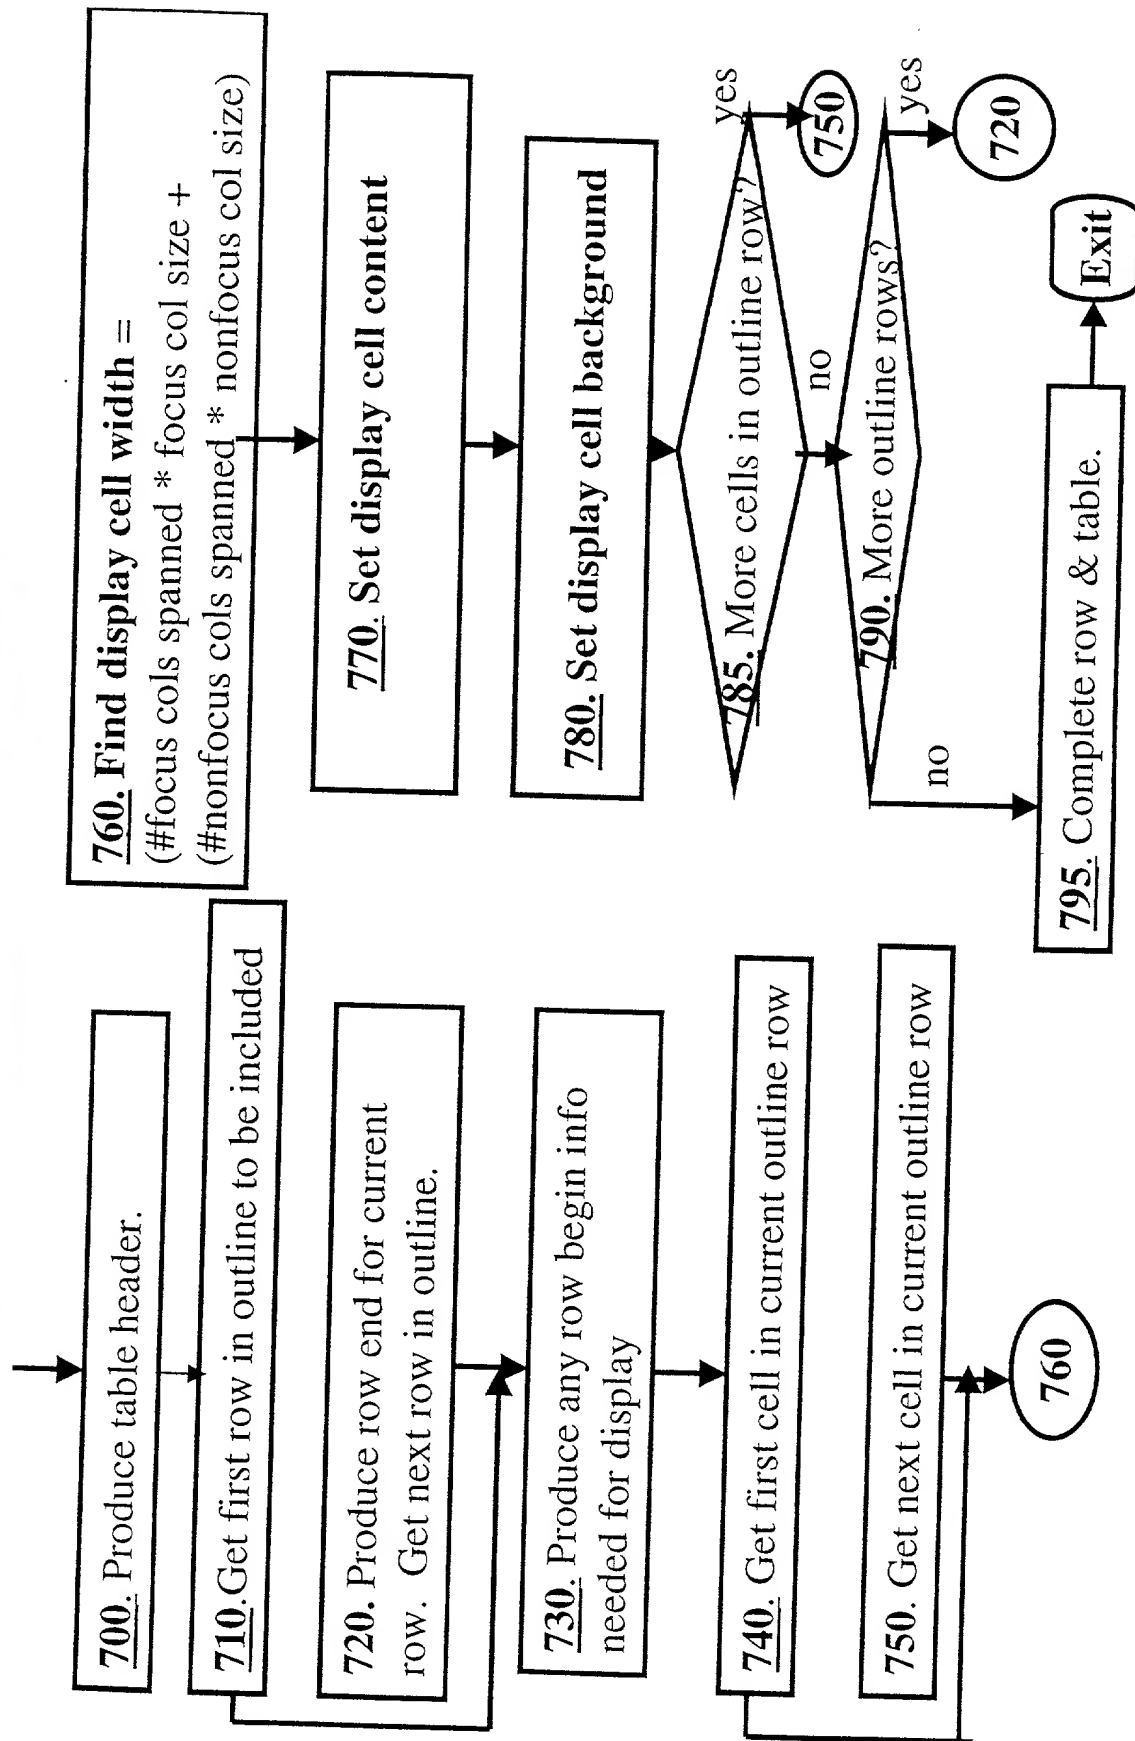 700. Produce table header.
710.Get first row in outline to be included
720. Produce row end for current
row. Get next row in outline.
730. Produce any row begin info
needed for display
740. Get first cell in current outline row
750. Get next cell in current outline row
760
760. Find display cell width =
(#focus cols spanned * focus col size +
(#nonfocus cols spanned * nonfocus col size)
770. Set display cell content
780. Set display cell background
785. More cells in outline row?
yes
750
no
790. More outline rows?
yes
720
no
795. Complete row & table.
Exit